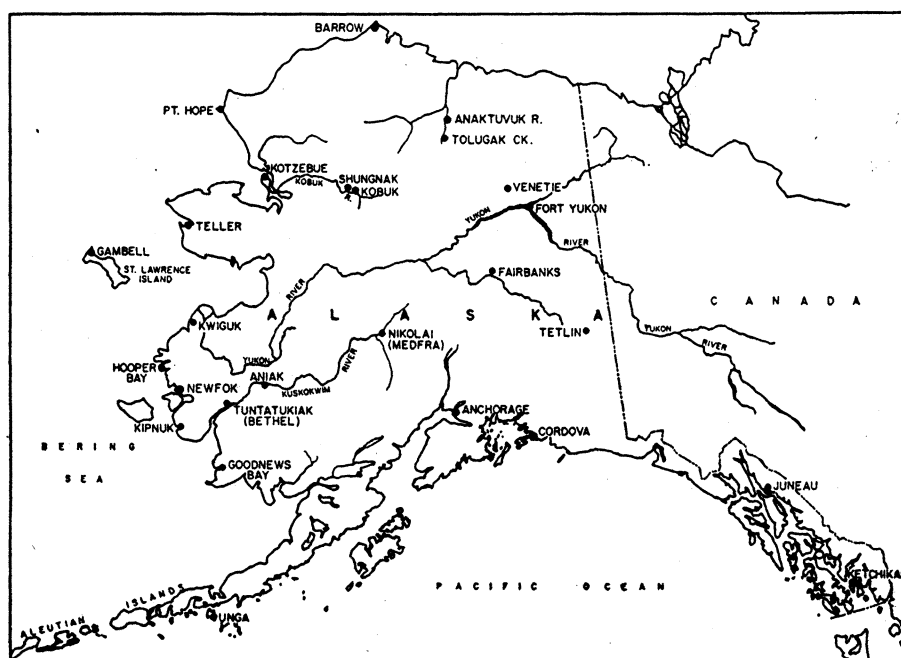 BARROW
PT. HOPE
ANAKTUVUK R.
TOLUGAK CK.
KOTZEBUE
KOBUK
SHUNGNAK
KOBUK
VENETIE
FORT YUKON
YUKON
RIVER
TELLER
GAMBELL
ST. LAWRENCE
ISLAND
FAIRBANKS
RIVER
ALASKA
CANADA
KWIGUK
NIKOLAI
(MEDFRA)
TETLIN
YUKON
RIVER
YUKON
RIVER
HOOPER
BAY
ANIAK
KUSKOKWIM
NEWFOK
TUNTATUKIAK
(BETHEL)
KIPNUK
ANCHORAGE
CORDOVA
BERING
SEA
GOODNEWS
BAY
JUNEAU
KETCHIKA
PACIFIC OCEAN
ALEUTIAN ISLANDS
UNGA